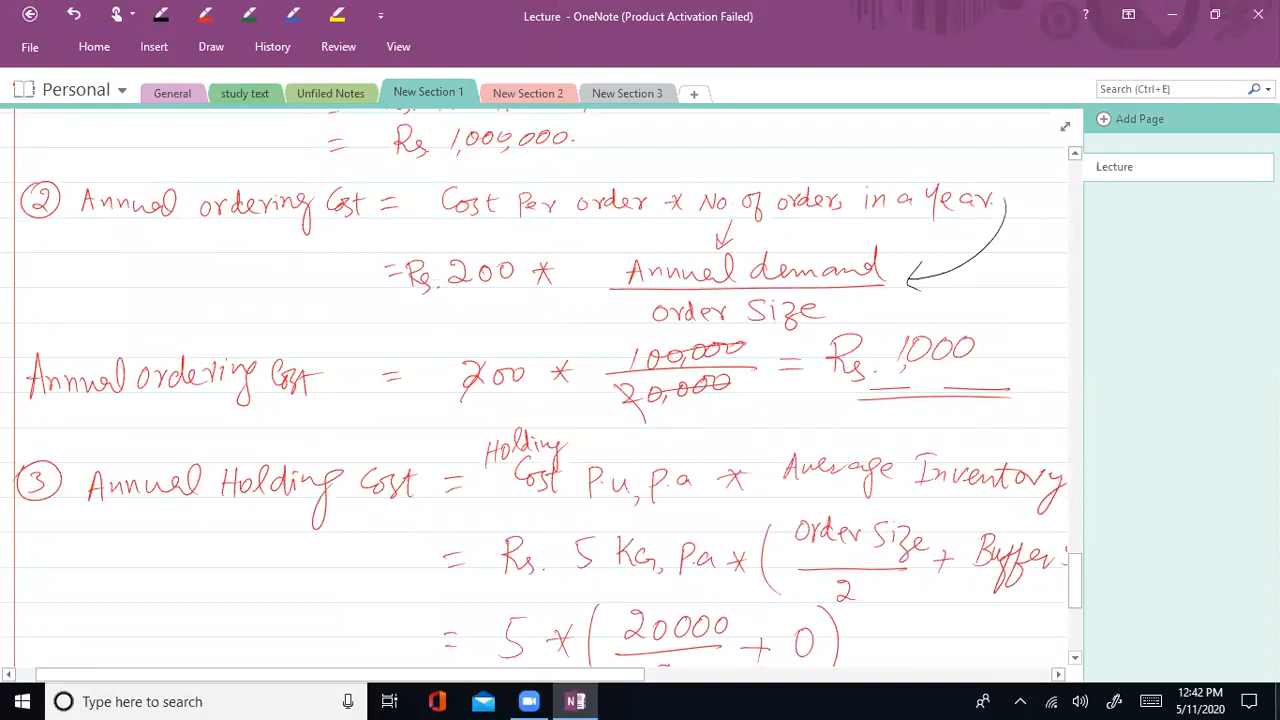 Lecture - OneNote (Product Activation Failed)
File Home Insert Draw History Review View
Personal General study text Unfiled Notes New Section 1 New Section 2 New Section 3 Search (Ctrl+E)
Add Page
Lecture
= Rs 1,000,000.
② Annual ordering Cost = Cost Per order * No of orders in a year.
= Rs. 200 * Annual demand
order Size
Annual ordering Cost = 200 * 100,000 = Rs. 1,000
20,000
Holding
③ Annual Holding Cost = Cost P.u, p.a * Average Inventory
= Rs. 5 KG, p.a * (order Size + Buffer
2
= 5 * (20000 + 0)
Type here to search
12:42 PM
5/11/2020